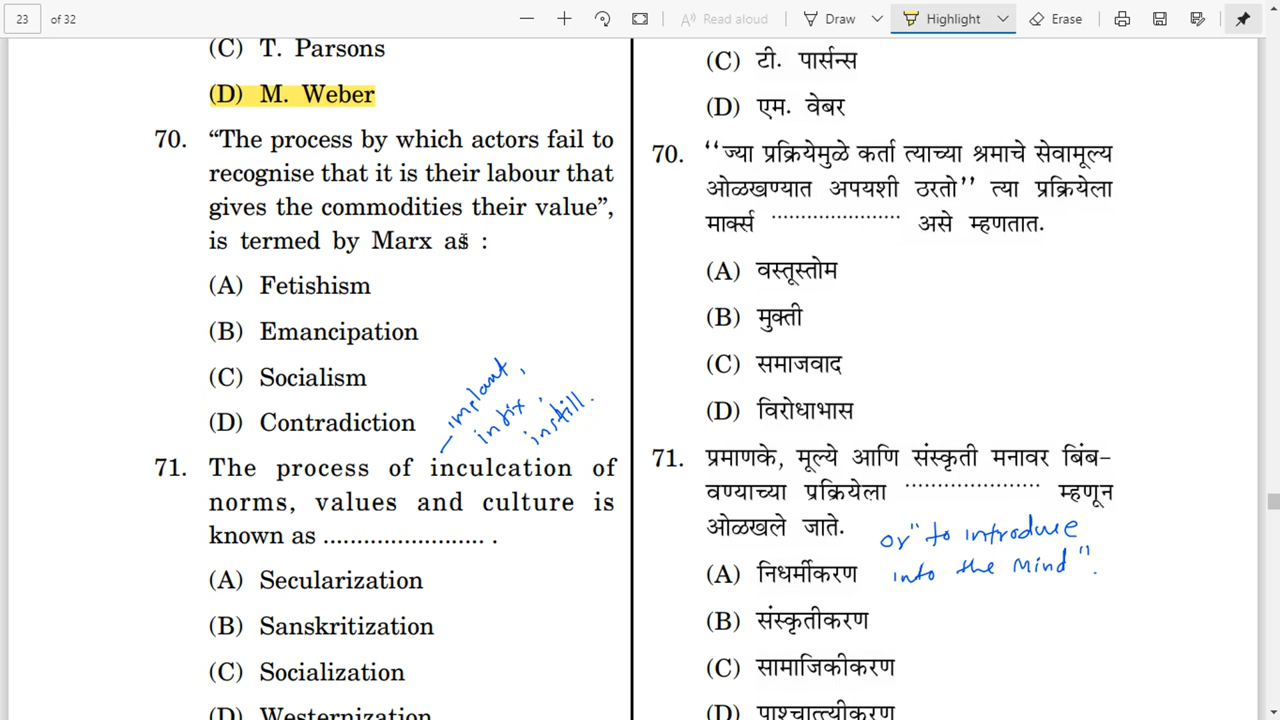 23 of 32 Read aloud Draw Highlight Erase
(C) T. Parsons
(D) M. Weber
70. “The process by which actors fail to
recognise that it is their labour that
gives the commodities their value”,
is termed by Marx as :
(A) Fetishism
(B) Emancipation
(C) Socialism
(D) Contradiction
– implant,
infix,
instill.
71. The process of inculcation of
norms, values and culture is
known as ........................ .
(A) Secularization
(B) Sanskritization
(C) Socialization
(D) Westernization
(C) टी. पार्सन्स
(D) एम. वेबर
70. ‘‘ज्या प्रक्रियेमुळे कर्ता त्याच्या श्रमाचे सेवामूल्य
ओळखण्यात अपयशी ठरतो’’ त्या प्रक्रियेला
मार्क्स ...................... असे म्हणतात.
(A) वस्तूस्तोम
(B) मुक्ती
(C) समाजवाद
(D) विरोधाभास
71. प्रमाणके, मूल्ये आणि संस्कृती मनावर बिंब-
वण्याच्या प्रक्रियेला ....................... म्हणून
ओळखले जाते.
or "to introduce
into the mind".
(A) निधर्मीकरण
(B) संस्कृतीकरण
(C) सामाजिकीकरण
(D) पाश्चात्त्यीकरण